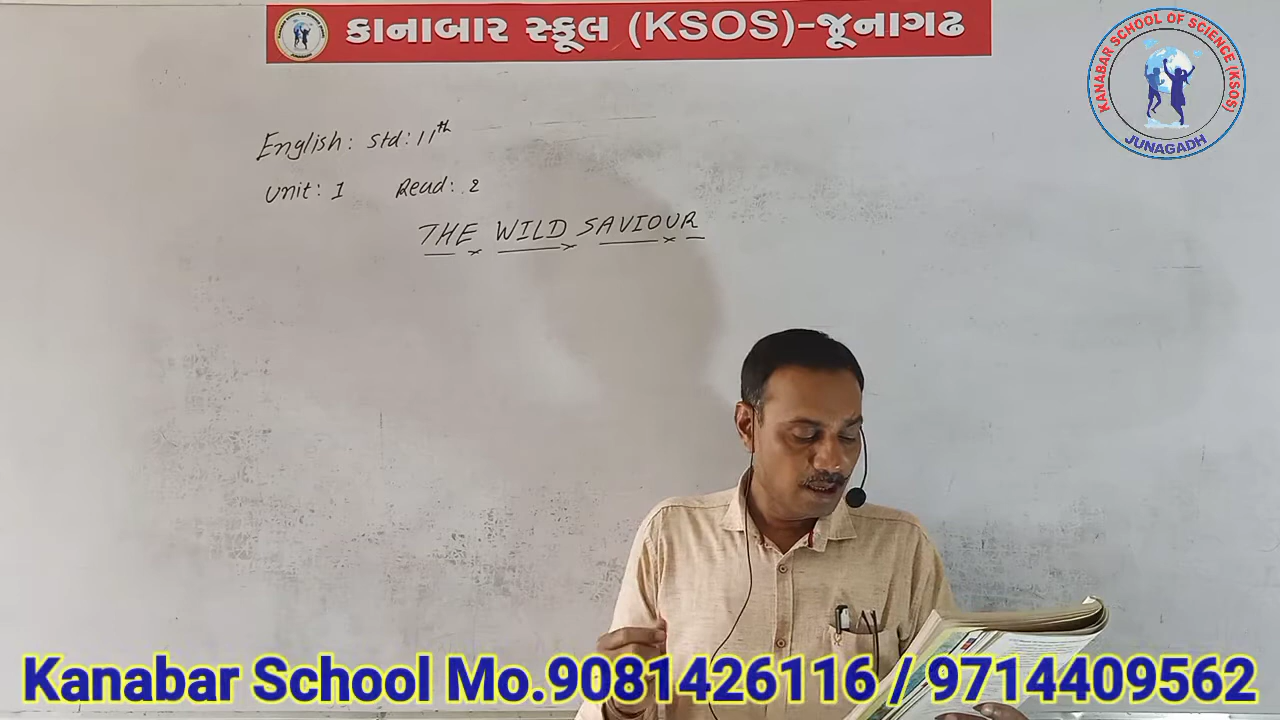 કાનાબાર સ્કૂલ (KSOS)-જૂનાગઢ
KANABAR SCHOOL OF SCIENCE (KSOS)
JUNAGADH
English: Std: 11th
Unit: 1 Read: 2
THE WILD SAVIOUR
Kanabar School Mo.9081426116 / 9714409562